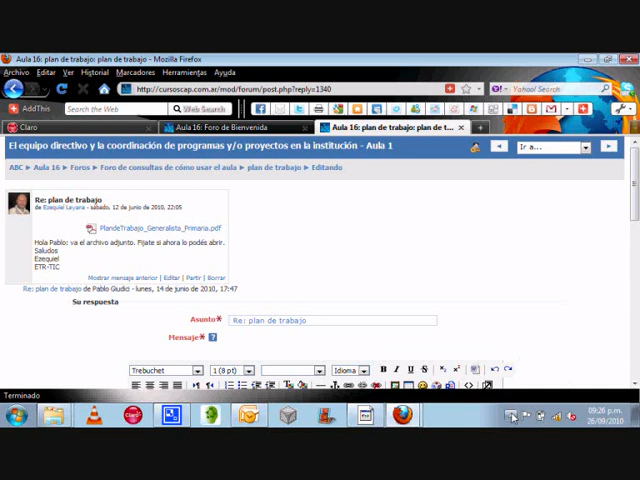 Aula 16: plan de trabajo: plan de trabajo - Mozilla Firefox
Archivo Editar Ver Historial Marcadores Herramientas Ayuda
http://cursoscap.com.ar/mod/forum/post.php?reply=1340
Yahoo! Search
AddThis Search the Web Web Search
Claro
Aula 16: Foro de Bienvenida
Aula 16: plan de trabajo: plan de t...
El equipo directivo y la coordinación de programas y/o proyectos en la institución - Aula 1
Ir a...
ABC ► Aula 16 ► Foros ► Foro de consultas de cómo usar el aula ► plan de trabajo ► Editando
Re: plan de trabajo
de Ezequiel Layana - sábado, 12 de junio de 2010, 22:05
PlandeTrabajo_Generalista_Primaria.pdf
Hola Pablo: va el archivo adjunto. Fijate si ahora lo podés abrir.
Saludos
Ezequiel
ETR-TIC
Mostrar mensaje anterior | Editar | Partir | Borrar
Re: plan de trabajo de Pablo Giudici - lunes, 14 de junio de 2010, 17:47
Su respuesta
Asunto* Re: plan de trabajo
Mensaje* ?
Trebuchet 1 (8 pt) Idioma B I U S
Terminado
09:26 p.m.
26/09/2010